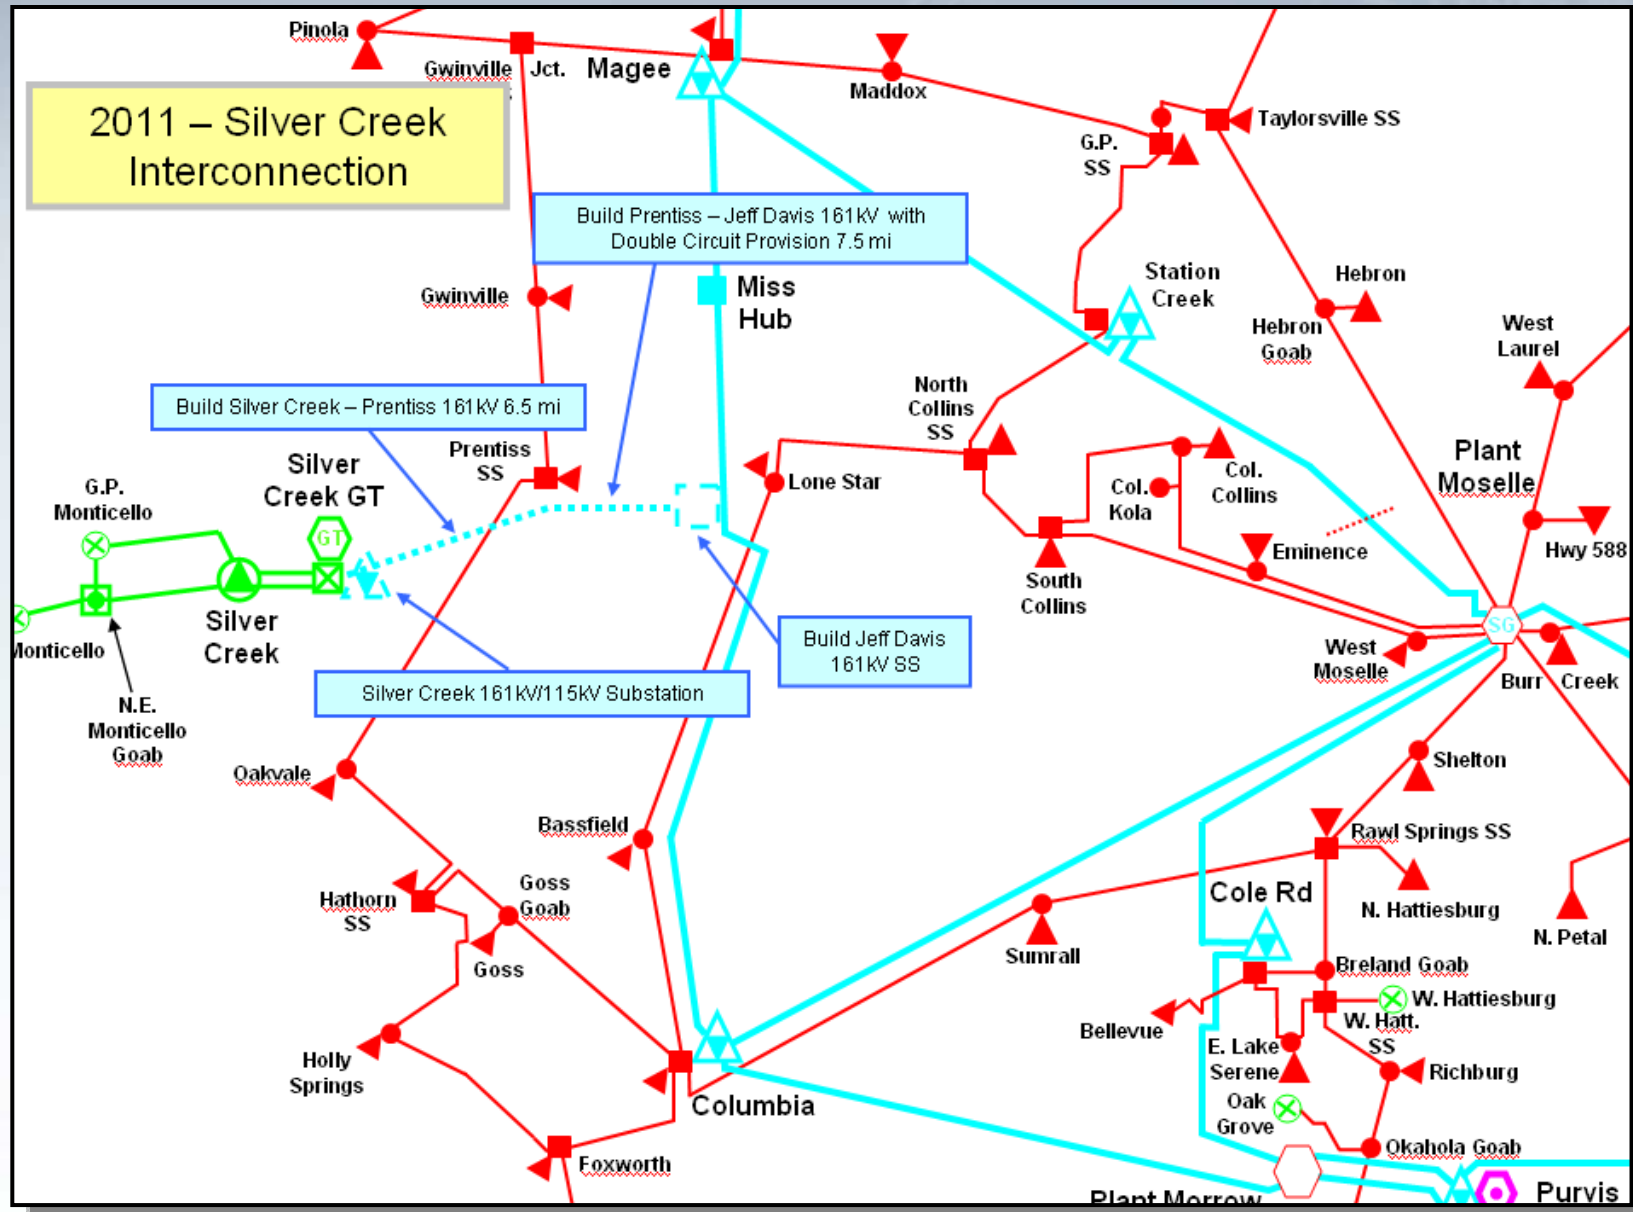 Pinola
Gwinville Jct.
Magee
Maddox
2011 – Silver Creek
Interconnection
G.P.
SS
Taylorsville SS
Build Prentiss – Jeff Davis 161kV with
Double Circuit Provision 7.5 mi
Gwinville
Miss
Hub
Station
Creek
Hebron
Hebron
Goab
West
Laurel
Build Silver Creek – Prentiss 161kV 6.5 mi
North
Collins
SS
Prentiss
SS
Silver
Creek GT
Lone Star
Col.
Collins
Col.
Kola
Plant
Moselle
G.P.
Monticello
GT
Eminence
Hwy 588
South
Collins
Silver
Creek
Monticello
Build Jeff Davis
161kV SS
SG
West
Moselle
Burr Creek
Silver Creek 161kV/115kV Substation
N.E.
Monticello
Goab
Oakvale
Shelton
Bassfield
Rawl Springs SS
Hathorn
SS
Goss
Goab
Goss
Cole Rd
N. Hattiesburg
N. Petal
Sumrall
Breland Goab
W. Hattiesburg
Bellevue
W. Hatt.
SS
E. Lake
Serene
Richburg
Holly
Springs
Oak
Grove
Columbia
Okahola Goab
Foxworth
Plant Morrow
Purvis